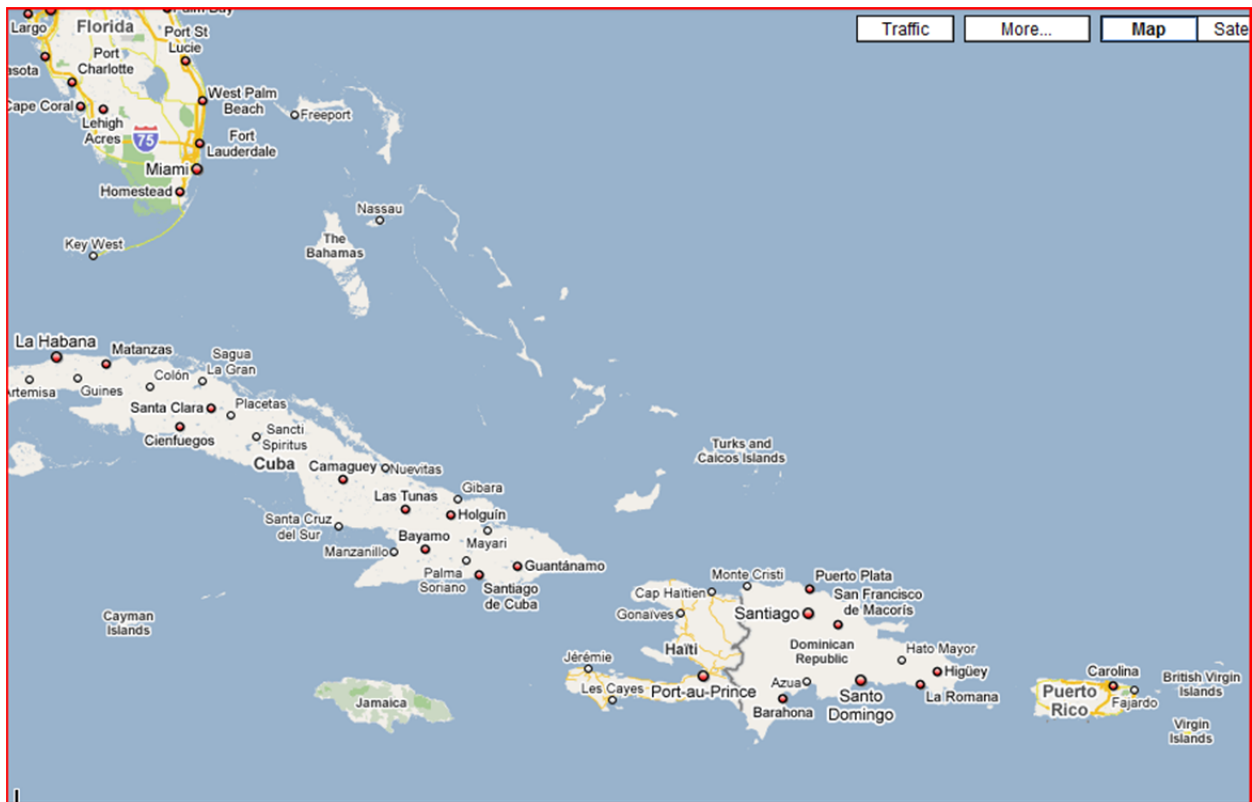 Palm Bay
Largo
Florida
Port St
Lucie
Port
Charlotte
asota
West Palm
Beach
Cape Coral
Lehigh
Acres
75
Fort
Lauderdale
Miami
Homestead
Key West
Traffic
More...
Map
Sate
Freeport
Nassau
The
Bahamas
La Habana
Matanzas
Sagua
La Gran
Colón
Artemisa
Guines
Santa Clara
Placetas
Cienfuegos
Sancti
Spiritus
Cuba
Camaguey
Nuevitas
Las Tunas
Gibara
Holguín
Santa Cruz
del Sur
Bayamo
Mayari
Manzanillo
Palma
Soriano
Guantánamo
Santiago
de Cuba
Turks and
Caicos Islands
Cayman
Islands
Jamaica
Monte Cristi
Puerto Plata
Cap Haïtien
San Francisco
de Macorís
Gonaïves
Santiago
Haïti
Dominican
Republic
Hato Mayor
Jérémie
Les Cayes
Port-au-Prince
Azua
Higüey
Barahona
Santo
Domingo
La Romana
Carolina
Puerto
Rico
Fajardo
British Virgin
Islands
Virgin
Islands